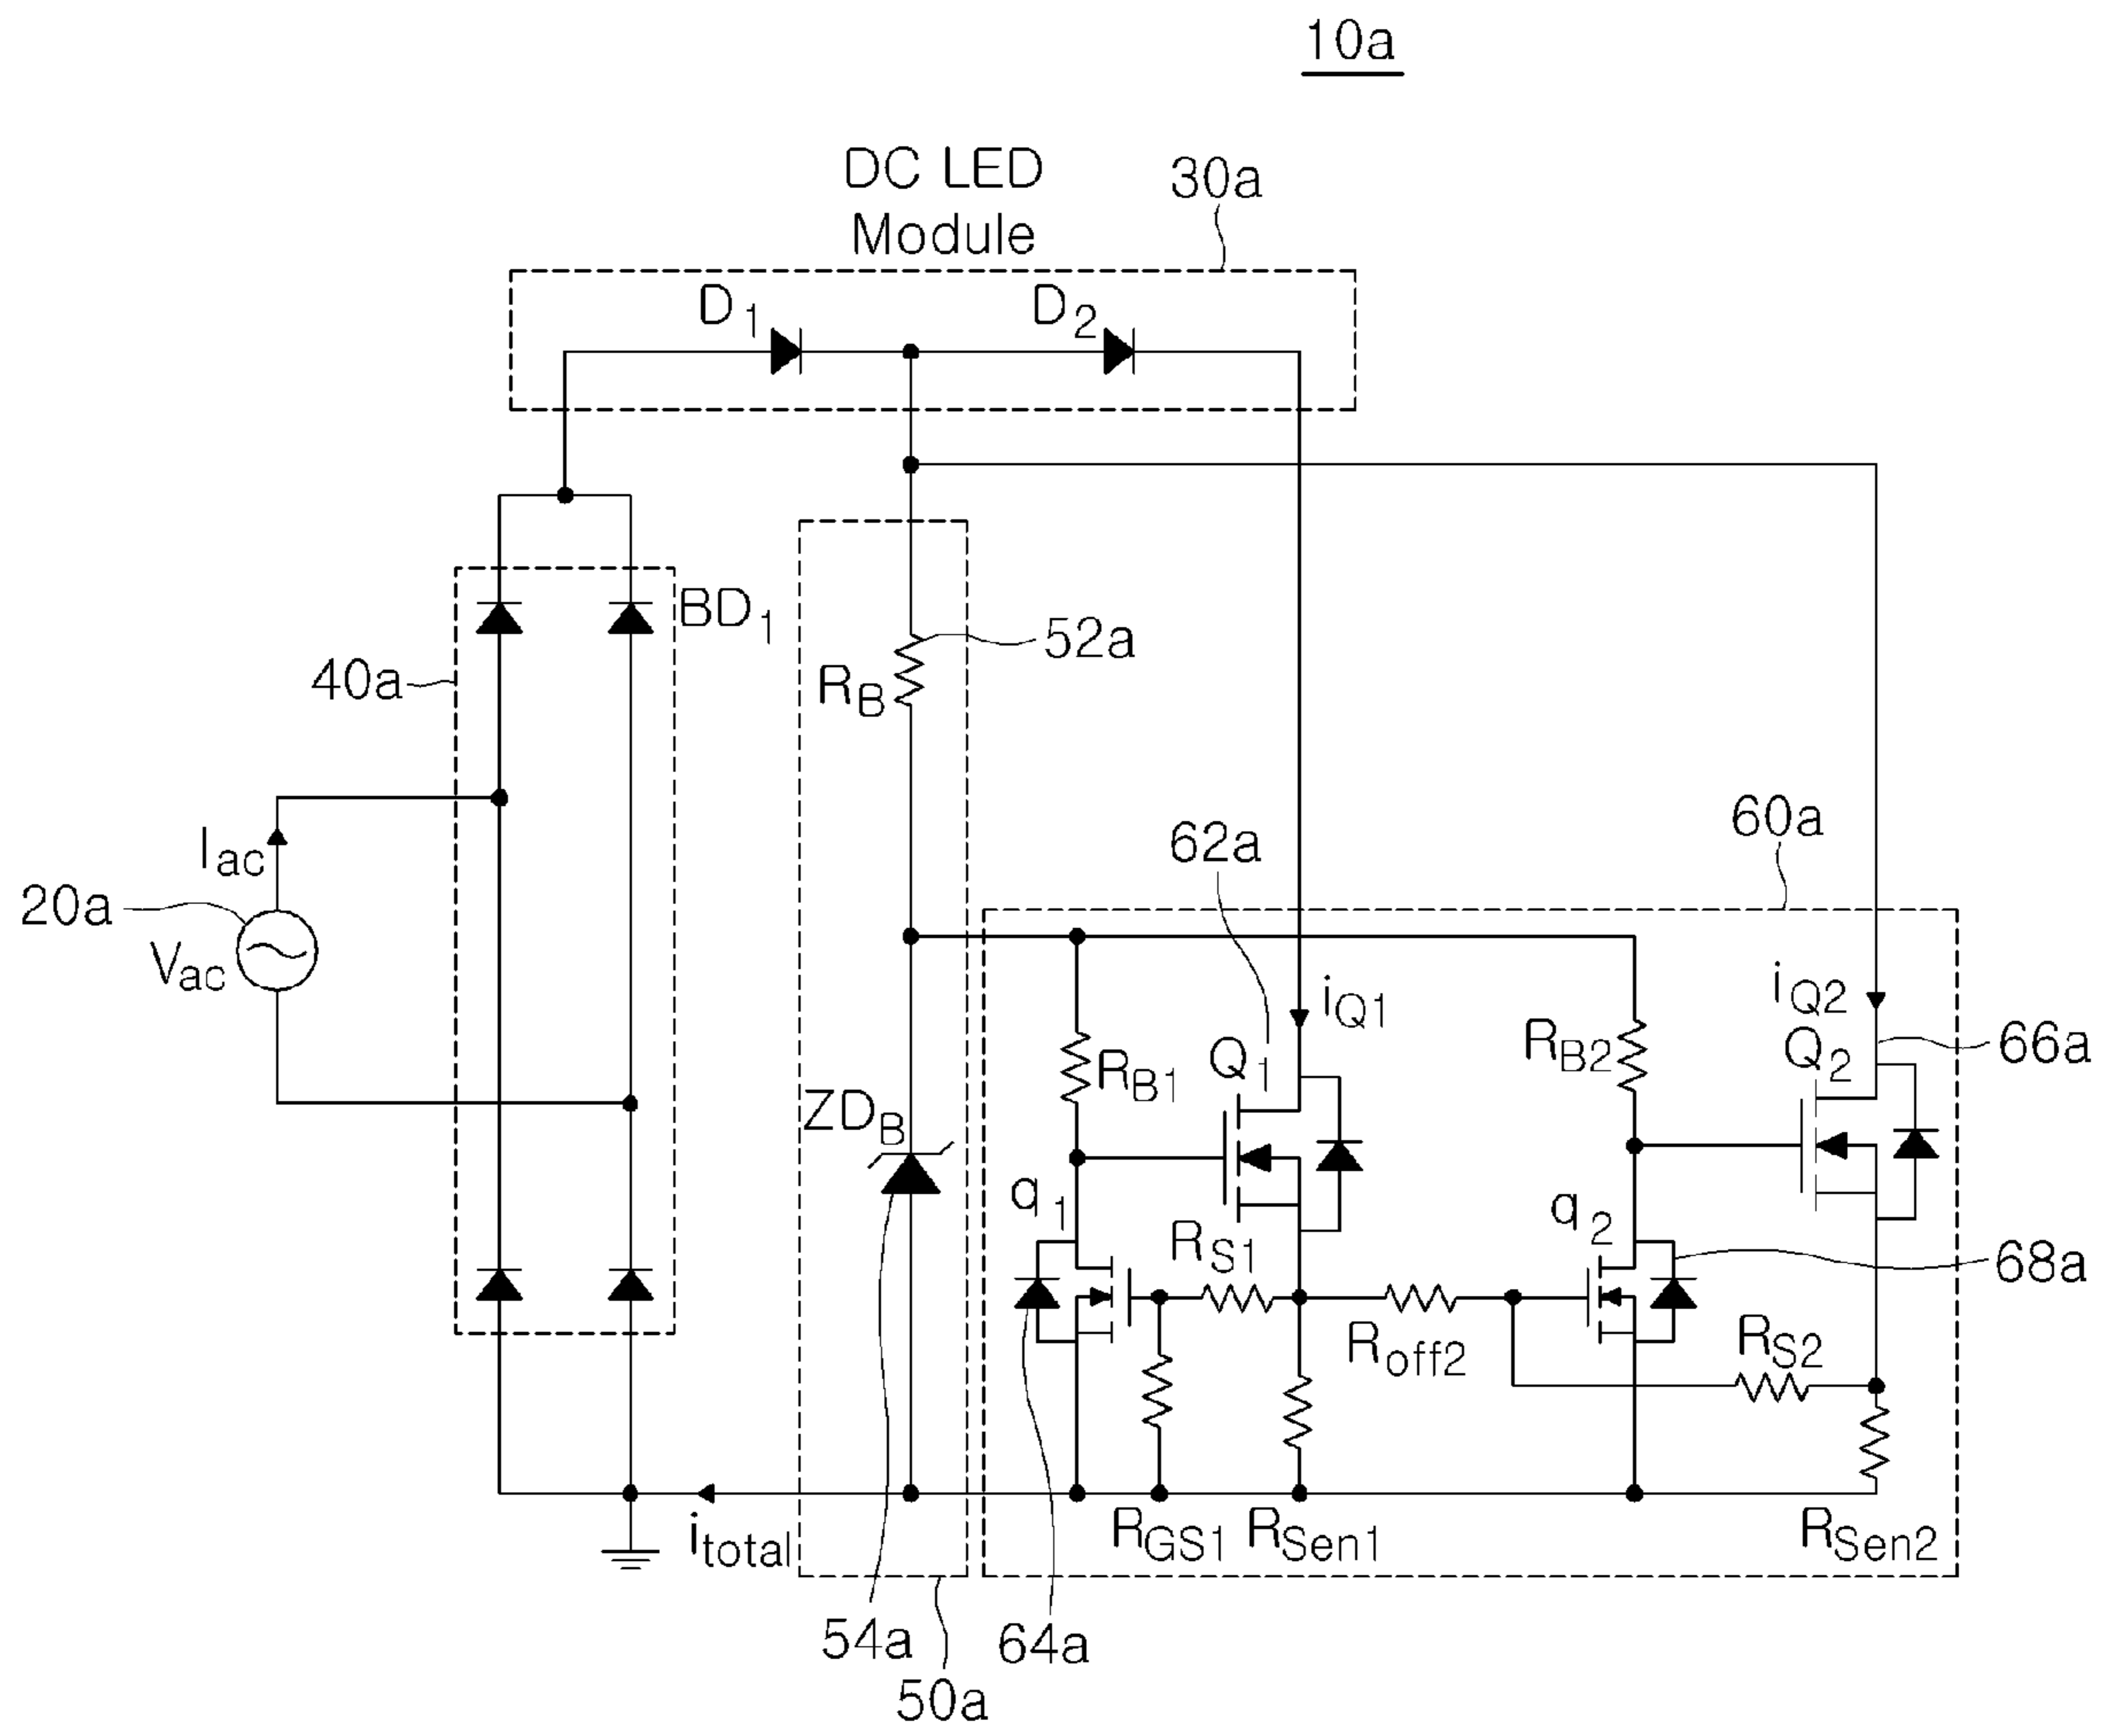 10a
DC LED
Module
30a
D1
D2
BD1
52a
40a
RB
60a
62a
Iac
20a
Vac
iQ1
iQ2
RB1
Q1
RB2
Q2
66a
ZDB
q1
RS1
q2
68a
Roff2
RS2
itotal
RGS1
RSen1
RSen2
54a
64a
50a